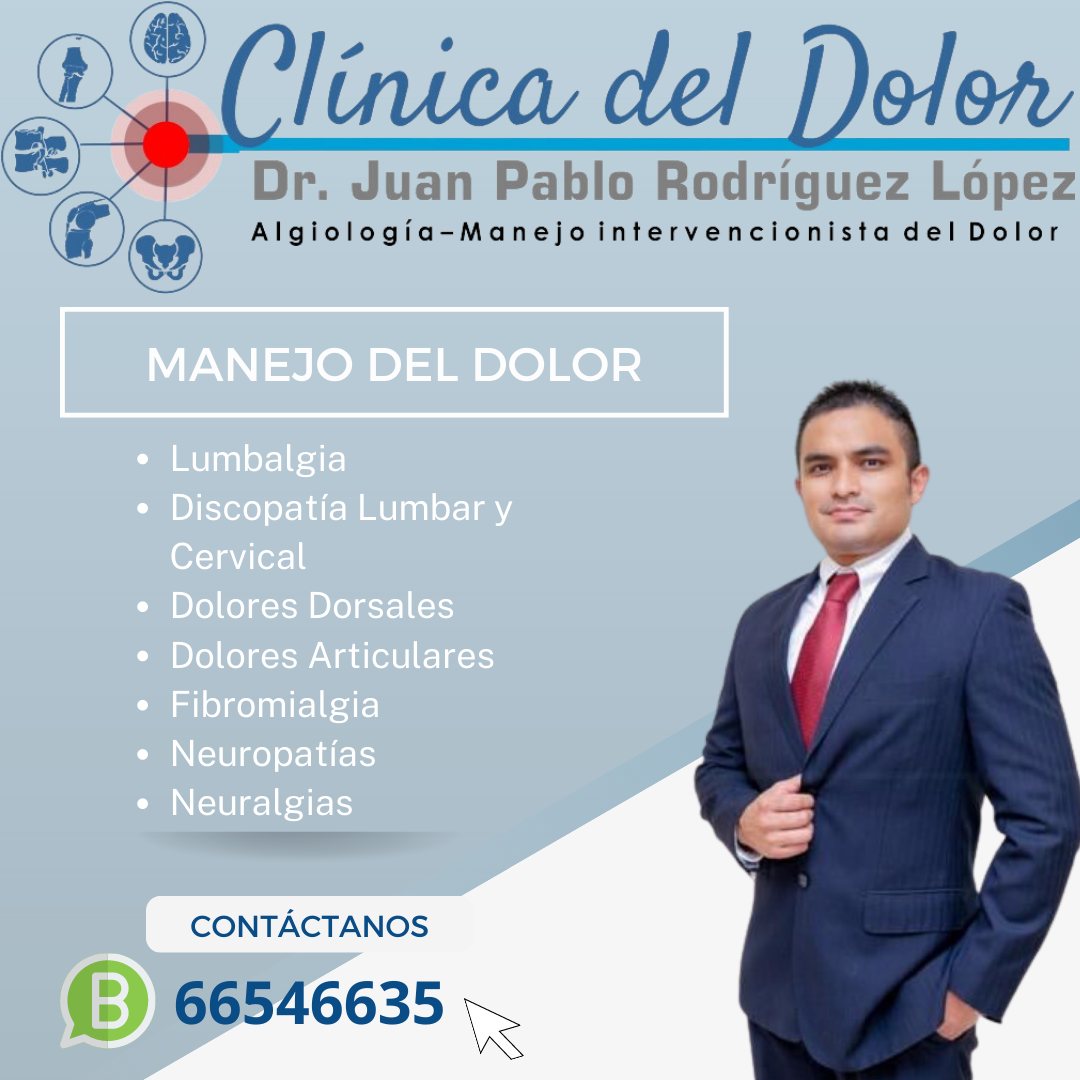 Clínica del Dolor
Dr. Juan Pablo Rodríguez López
Algiología–Manejo intervencionista del Dolor
MANEJO DEL DOLOR
• Lumbalgia
• Discopatía Lumbar y
Cervical
• Dolores Dorsales
• Dolores Articulares
• Fibromialgia
• Neuropatías
• Neuralgias
CONTÁCTANOS
B 66546635